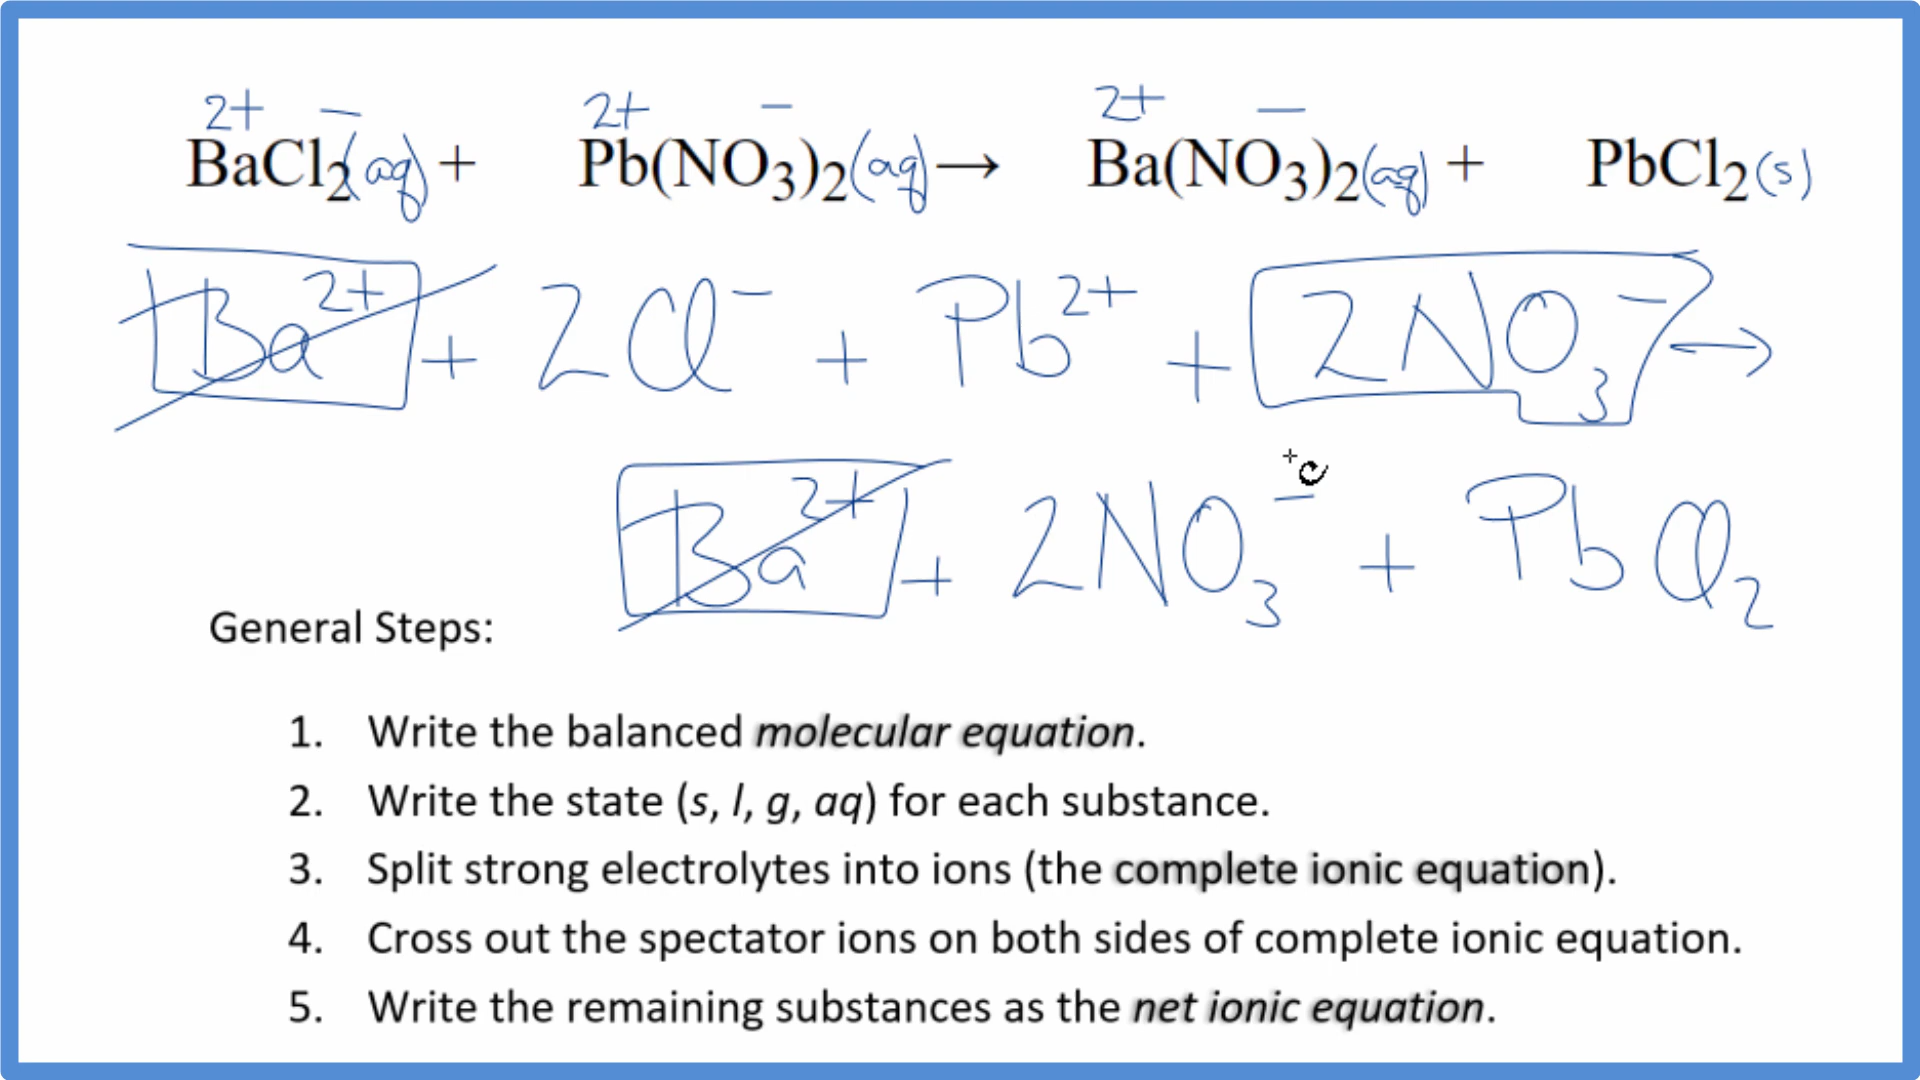 2+ − 2+ − 2+ −
BaCl₂(aq) + Pb(NO₃)₂(aq) → Ba(NO₃)₂(aq) + PbCl₂(s)
Ba²⁺ + 2Cl⁻ + Pb²⁺ + 2NO₃⁻ →
Ba²⁺ + 2NO₃⁻ + PbCl₂
General Steps:
1. Write the balanced molecular equation.
2. Write the state (s, l, g, aq) for each substance.
3. Split strong electrolytes into ions (the complete ionic equation).
4. Cross out the spectator ions on both sides of complete ionic equation.
5. Write the remaining substances as the net ionic equation.